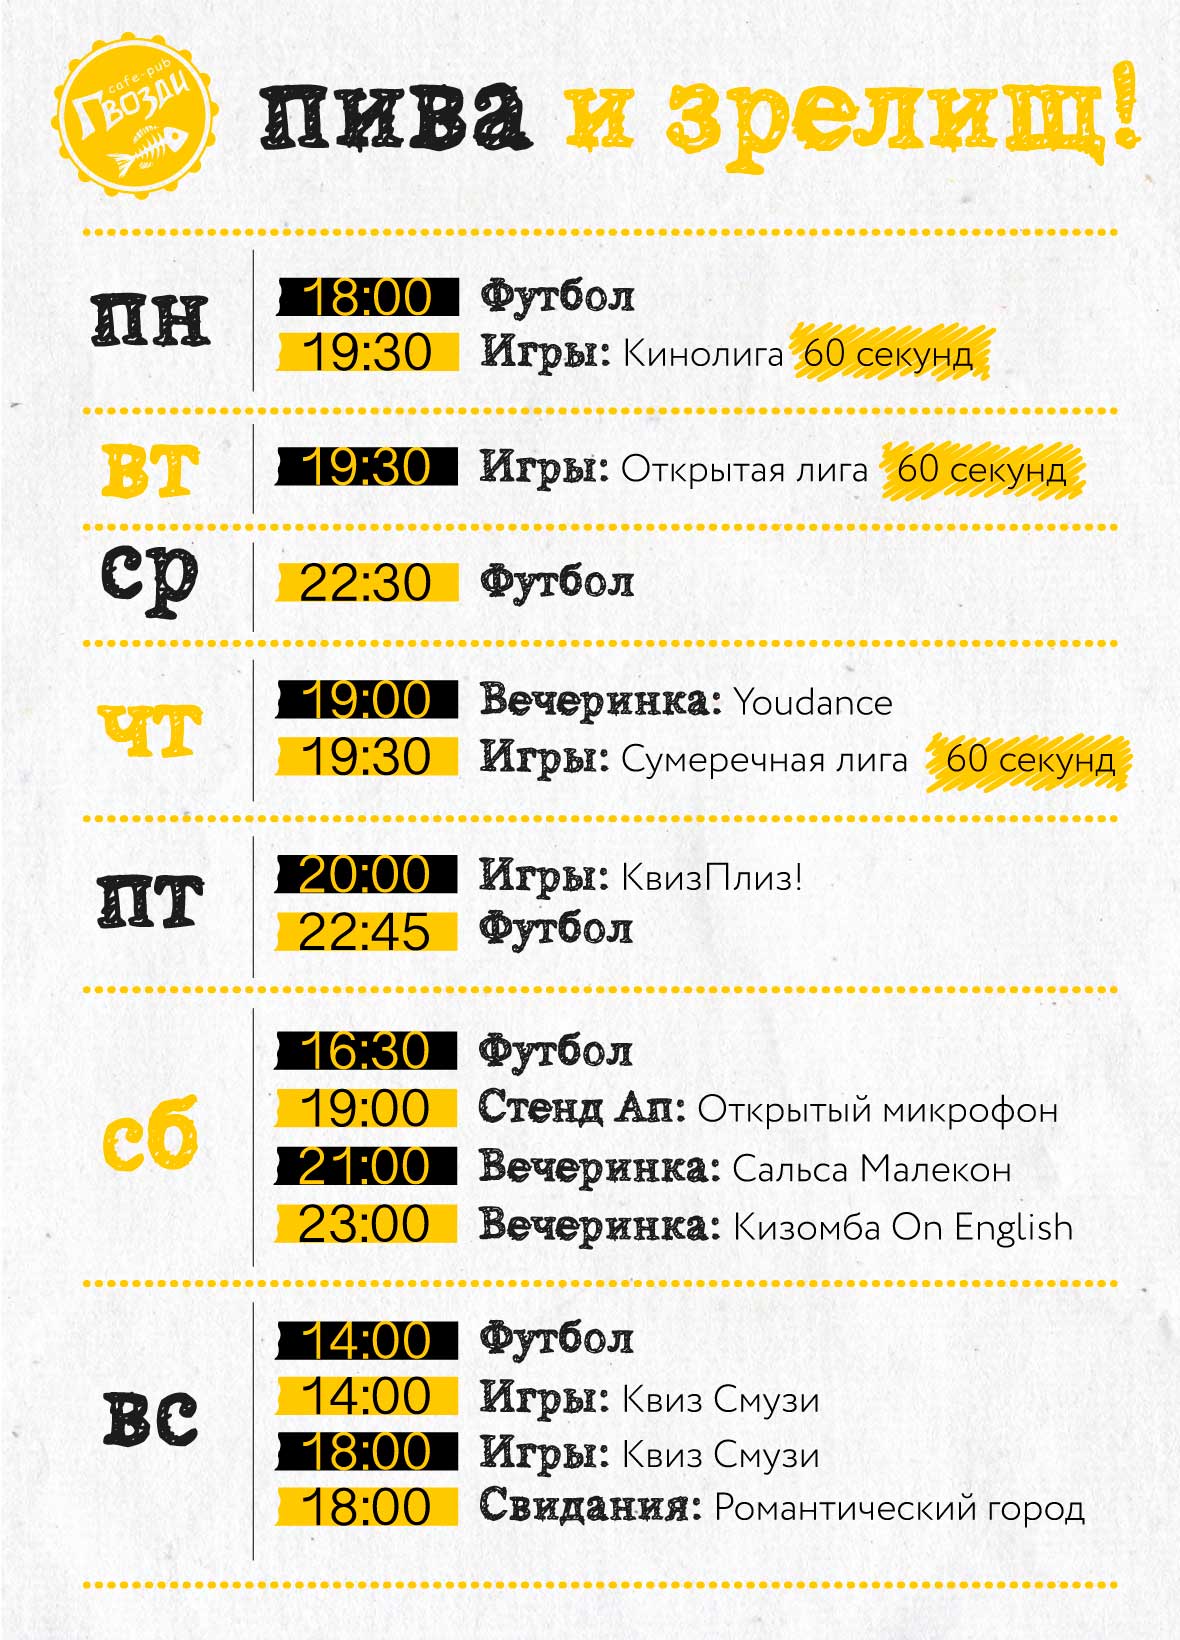 cafe-pub
Гвозди
пива и зрелищ!
пн
18:00 Футбол
19:30 Игры: Кинолига 60 секунд
вт
19:30 Игры: Открытая лига 60 секунд
ср
22:30 Футбол
чт
19:00 Вечеринка: Youdance
19:30 Игры: Сумеречная лига 60 секунд
пт
20:00 Игры: КвизПлиз!
22:45 Футбол
сб
16:30 Футбол
19:00 Стенд Ап: Открытый микрофон
21:00 Вечеринка: Сальса Малекон
23:00 Вечеринка: Кизомба On English
вс
14:00 Футбол
14:00 Игры: Квиз Смузи
18:00 Игры: Квиз Смузи
18:00 Свидания: Романтический город